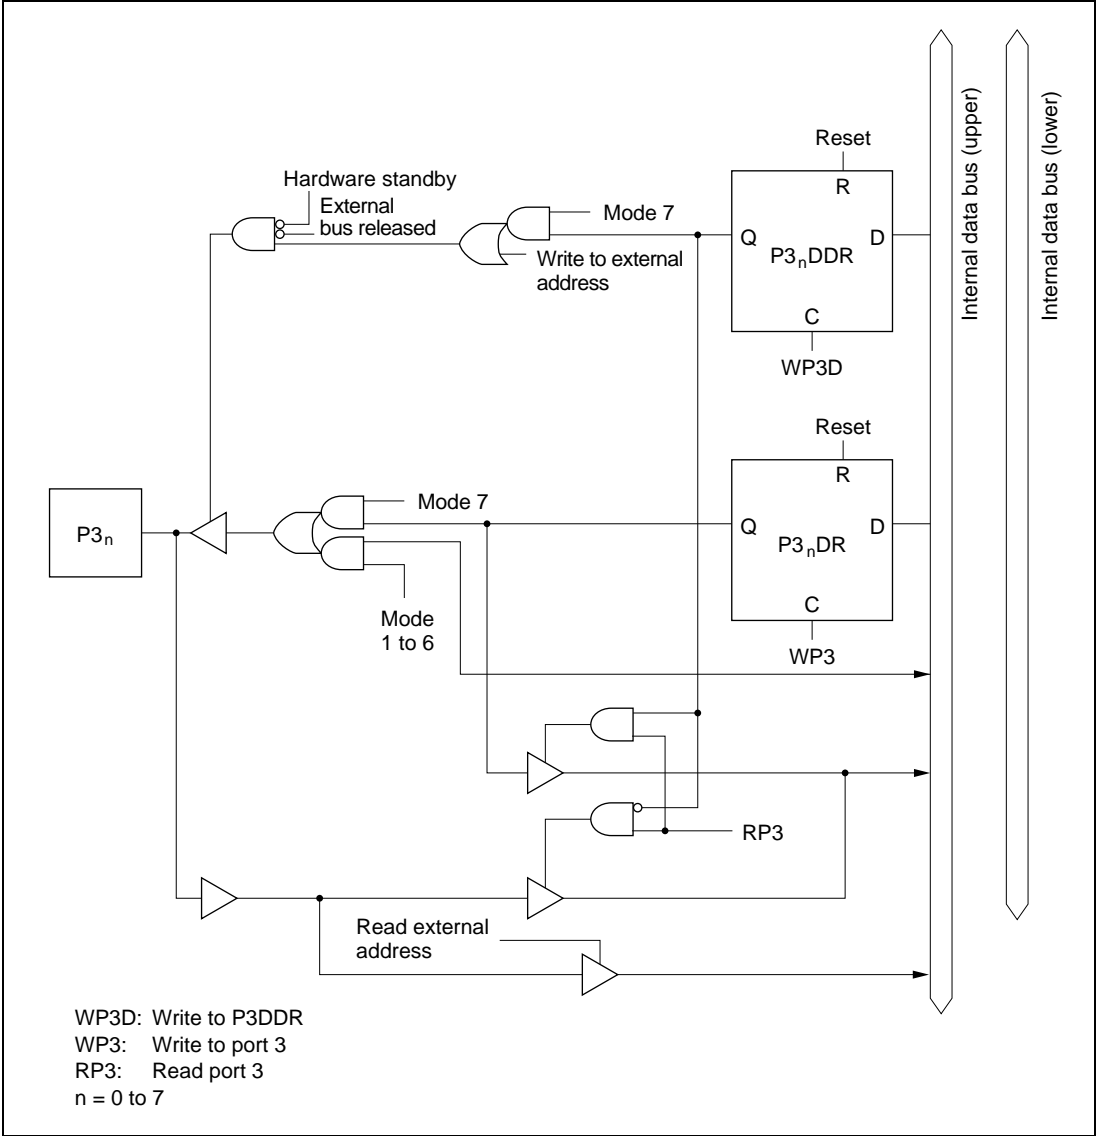 Reset
R
Hardware standby
External
bus released
Mode 7
Write to external
address
Q
D
P3nDDR
C
WP3D
Internal data bus (upper)
Internal data bus (lower)
Reset
R
Mode 7
Q
D
P3nDR
C
WP3
P3n
Mode
1 to 6
RP3
Read external
address
WP3D: Write to P3DDR
WP3: Write to port 3
RP3: Read port 3
n = 0 to 7